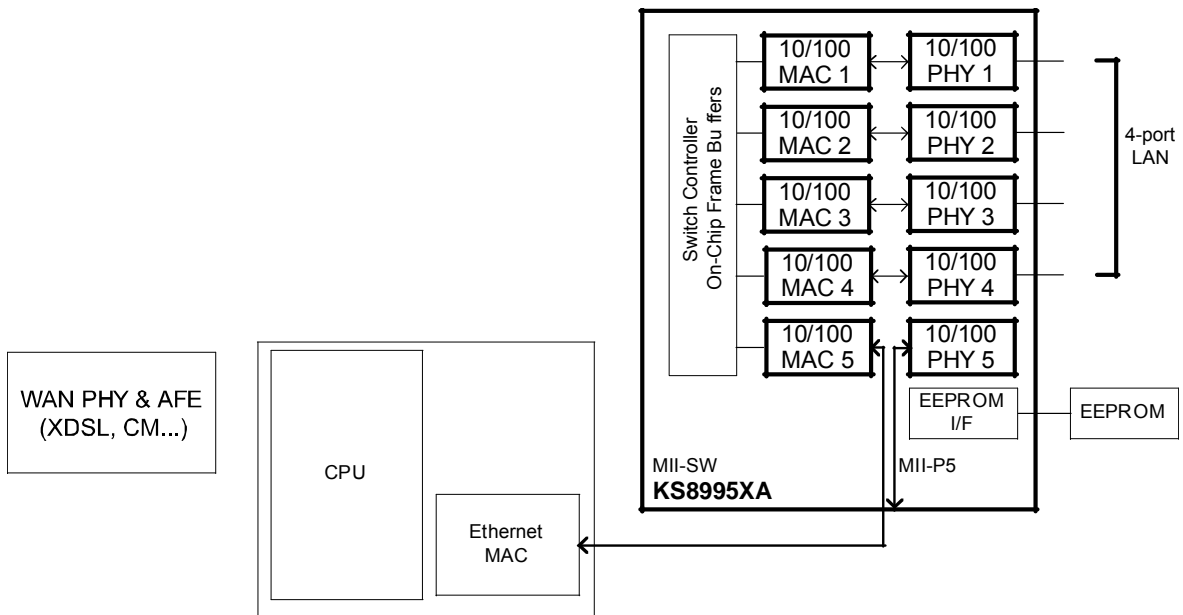 10/100
MAC 1
10/100
PHY 1
10/100
MAC 2
10/100
PHY 2
10/100
MAC 3
10/100
PHY 3
10/100
MAC 4
10/100
PHY 4
10/100
MAC 5
10/100
PHY 5
Switch Controller
On-Chip Frame Bu ffers
4-port
LAN
EEPROM
I/F
EEPROM
MII-SW
MII-P5
KS8995XA
WAN PHY & AFE
(XDSL, CM...)
CPU
Ethernet
MAC